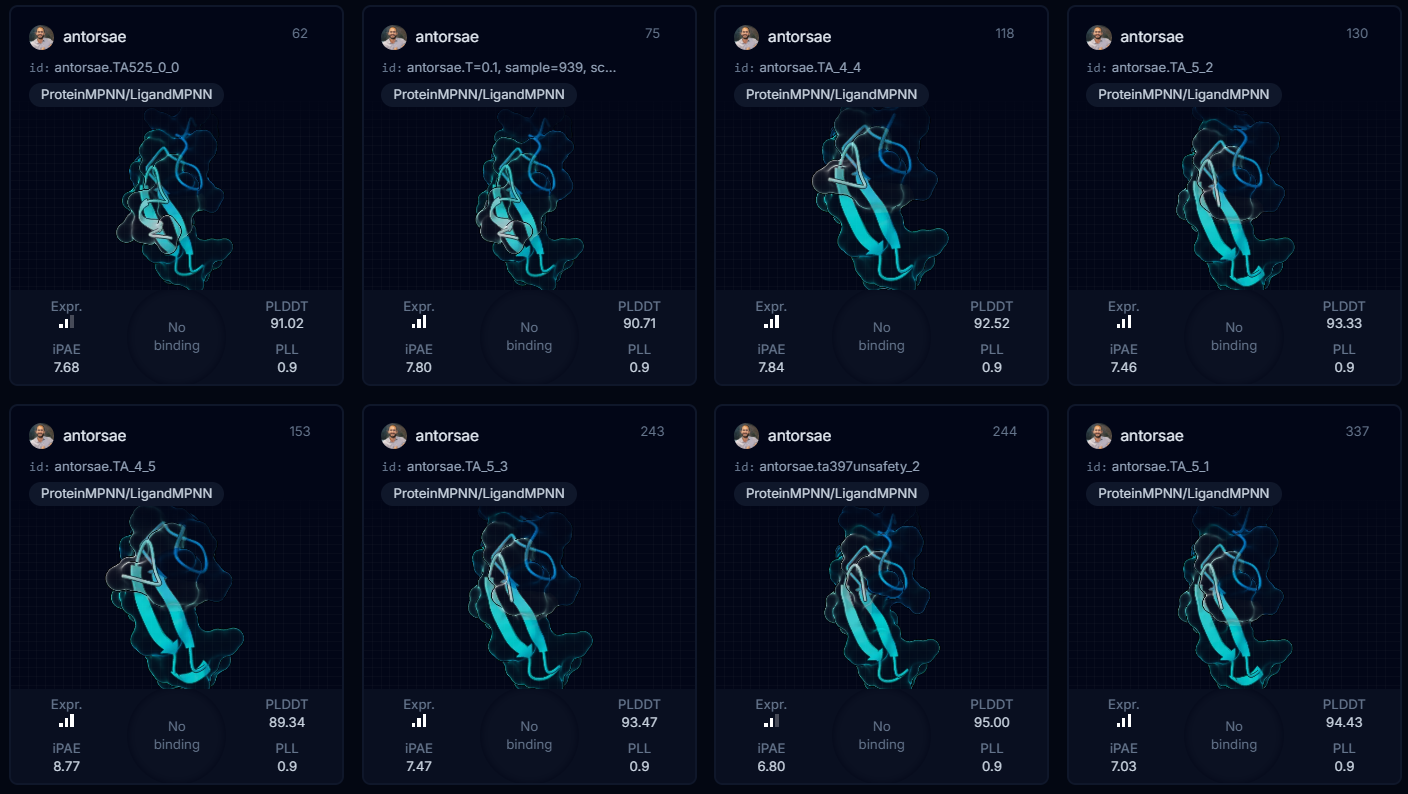 antorsae 62
id: antorsae.TA525_0_0
ProteinMPNN/LigandMPNN
Expr.
No binding
PLDDT
91.02
iPAE
7.68
PLL
0.9
antorsae 75
id: antorsae.T=0.1, sample=939, sc...
ProteinMPNN/LigandMPNN
Expr.
No binding
PLDDT
90.71
iPAE
7.80
PLL
0.9
antorsae 118
id: antorsae.TA_4_4
ProteinMPNN/LigandMPNN
Expr.
No binding
PLDDT
92.52
iPAE
7.84
PLL
0.9
antorsae 130
id: antorsae.TA_5_2
ProteinMPNN/LigandMPNN
Expr.
No binding
PLDDT
93.33
iPAE
7.46
PLL
0.9
antorsae 153
id: antorsae.TA_4_5
ProteinMPNN/LigandMPNN
Expr.
No binding
PLDDT
89.34
iPAE
8.77
PLL
0.9
antorsae 243
id: antorsae.TA_5_3
ProteinMPNN/LigandMPNN
Expr.
No binding
PLDDT
93.47
iPAE
7.47
PLL
0.9
antorsae 244
id: antorsae.ta397unsafety_2
ProteinMPNN/LigandMPNN
Expr.
No binding
PLDDT
95.00
iPAE
6.80
PLL
0.9
antorsae 337
id: antorsae.TA_5_1
ProteinMPNN/LigandMPNN
Expr.
No binding
PLDDT
94.43
iPAE
7.03
PLL
0.9